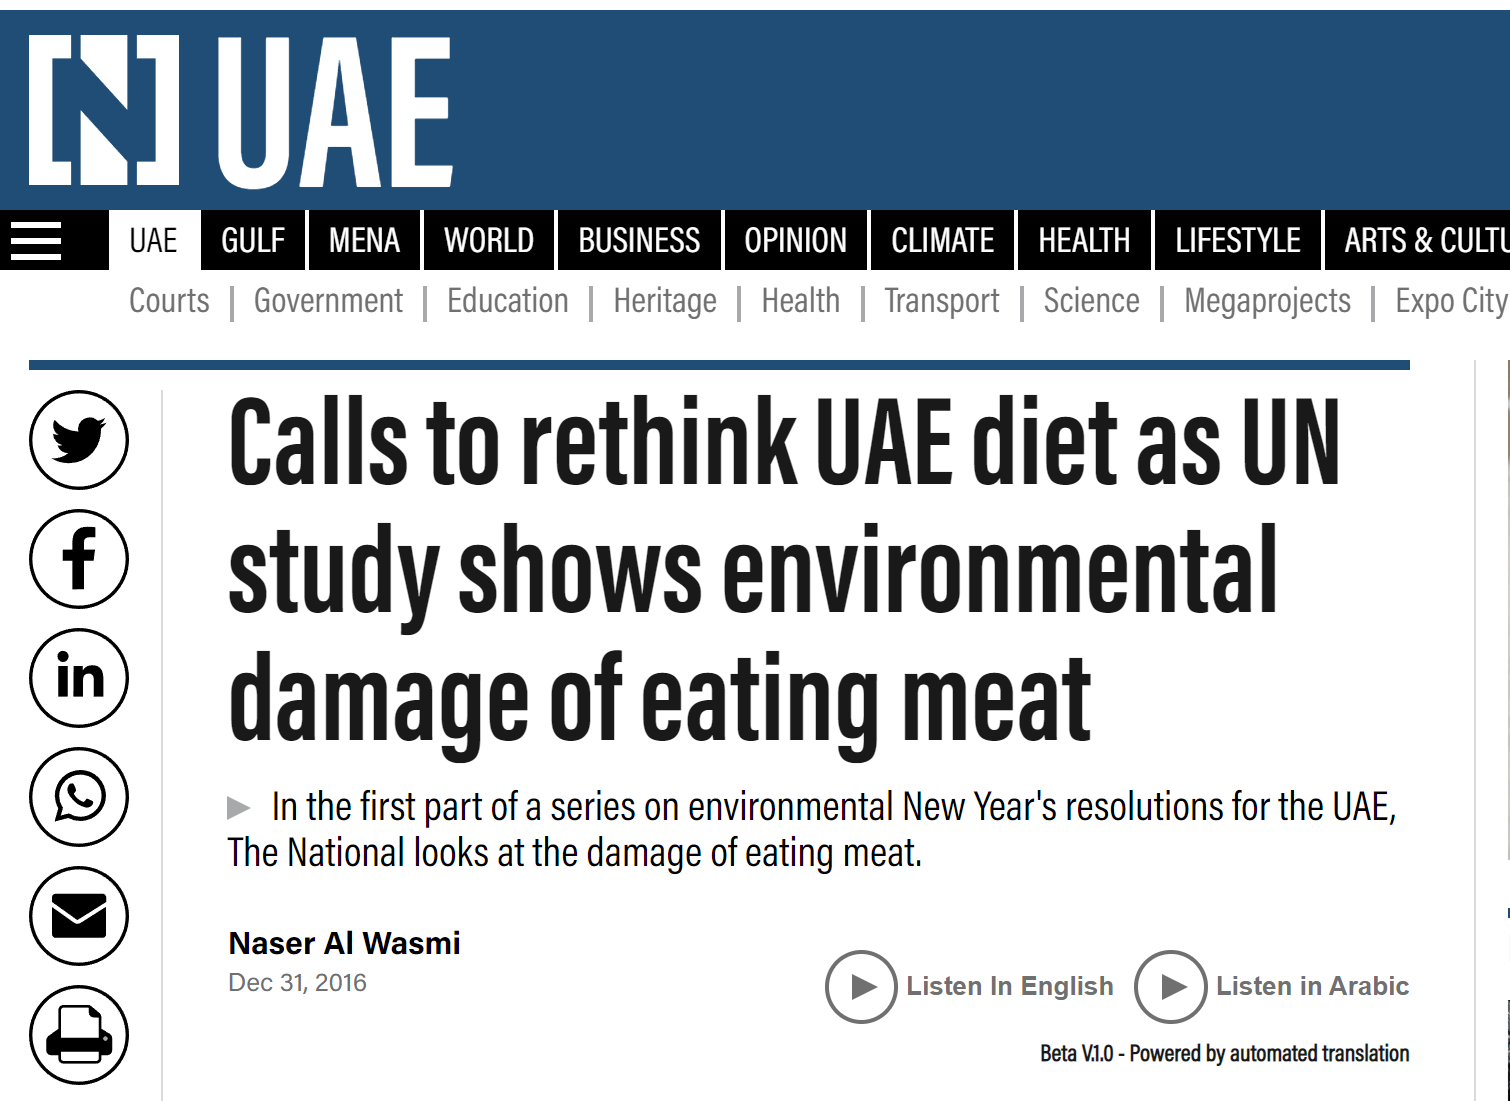 [N] UAE
UAE GULF MENA WORLD BUSINESS OPINION CLIMATE HEALTH LIFESTYLE ARTS &
Courts | Government | Education | Heritage | Health | Transport | Science | Megaprojects | Expo City
Calls to rethink UAE diet as UN
study shows environmental
damage of eating meat
In the first part of a series on environmental New Year's resolutions for the UAE,
The National looks at the damage of eating meat.
Naser Al Wasmi
Dec 31, 2016
Listen In English Listen in Arabic
Beta V.1.0 - Powered by automated translation